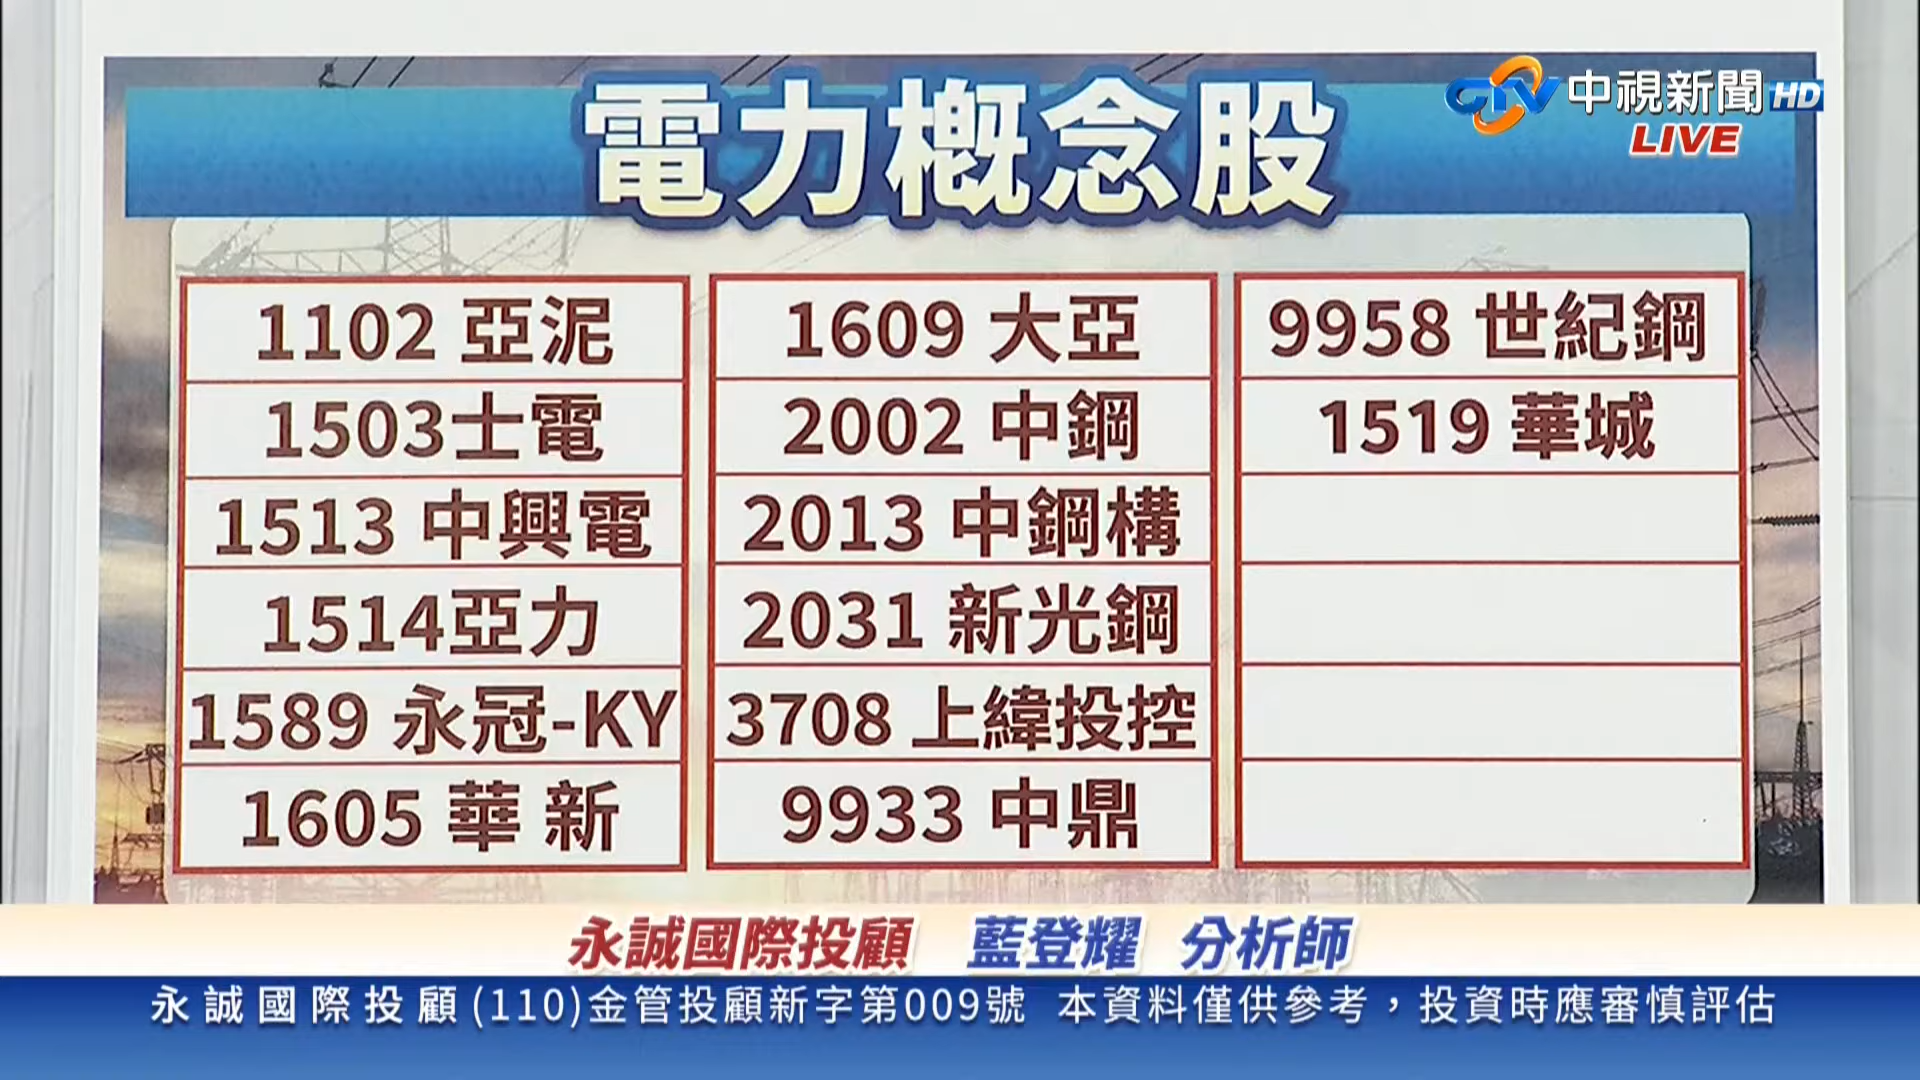 電力概念股
CTV 中視新聞 HD
LIVE
1102 亞泥
1503士電
1513 中興電
1514亞力
1589 永冠-KY
1605 華 新
1609 大亞
2002 中鋼
2013 中鋼構
2031 新光鋼
3708 上緯投控
9933 中鼎
9958 世紀鋼
1519 華城
永誠國際投顧 藍登耀 分析師
永誠國際投顧(110)金管投顧新字第009號 本資料僅供參考，投資時應審慎評估